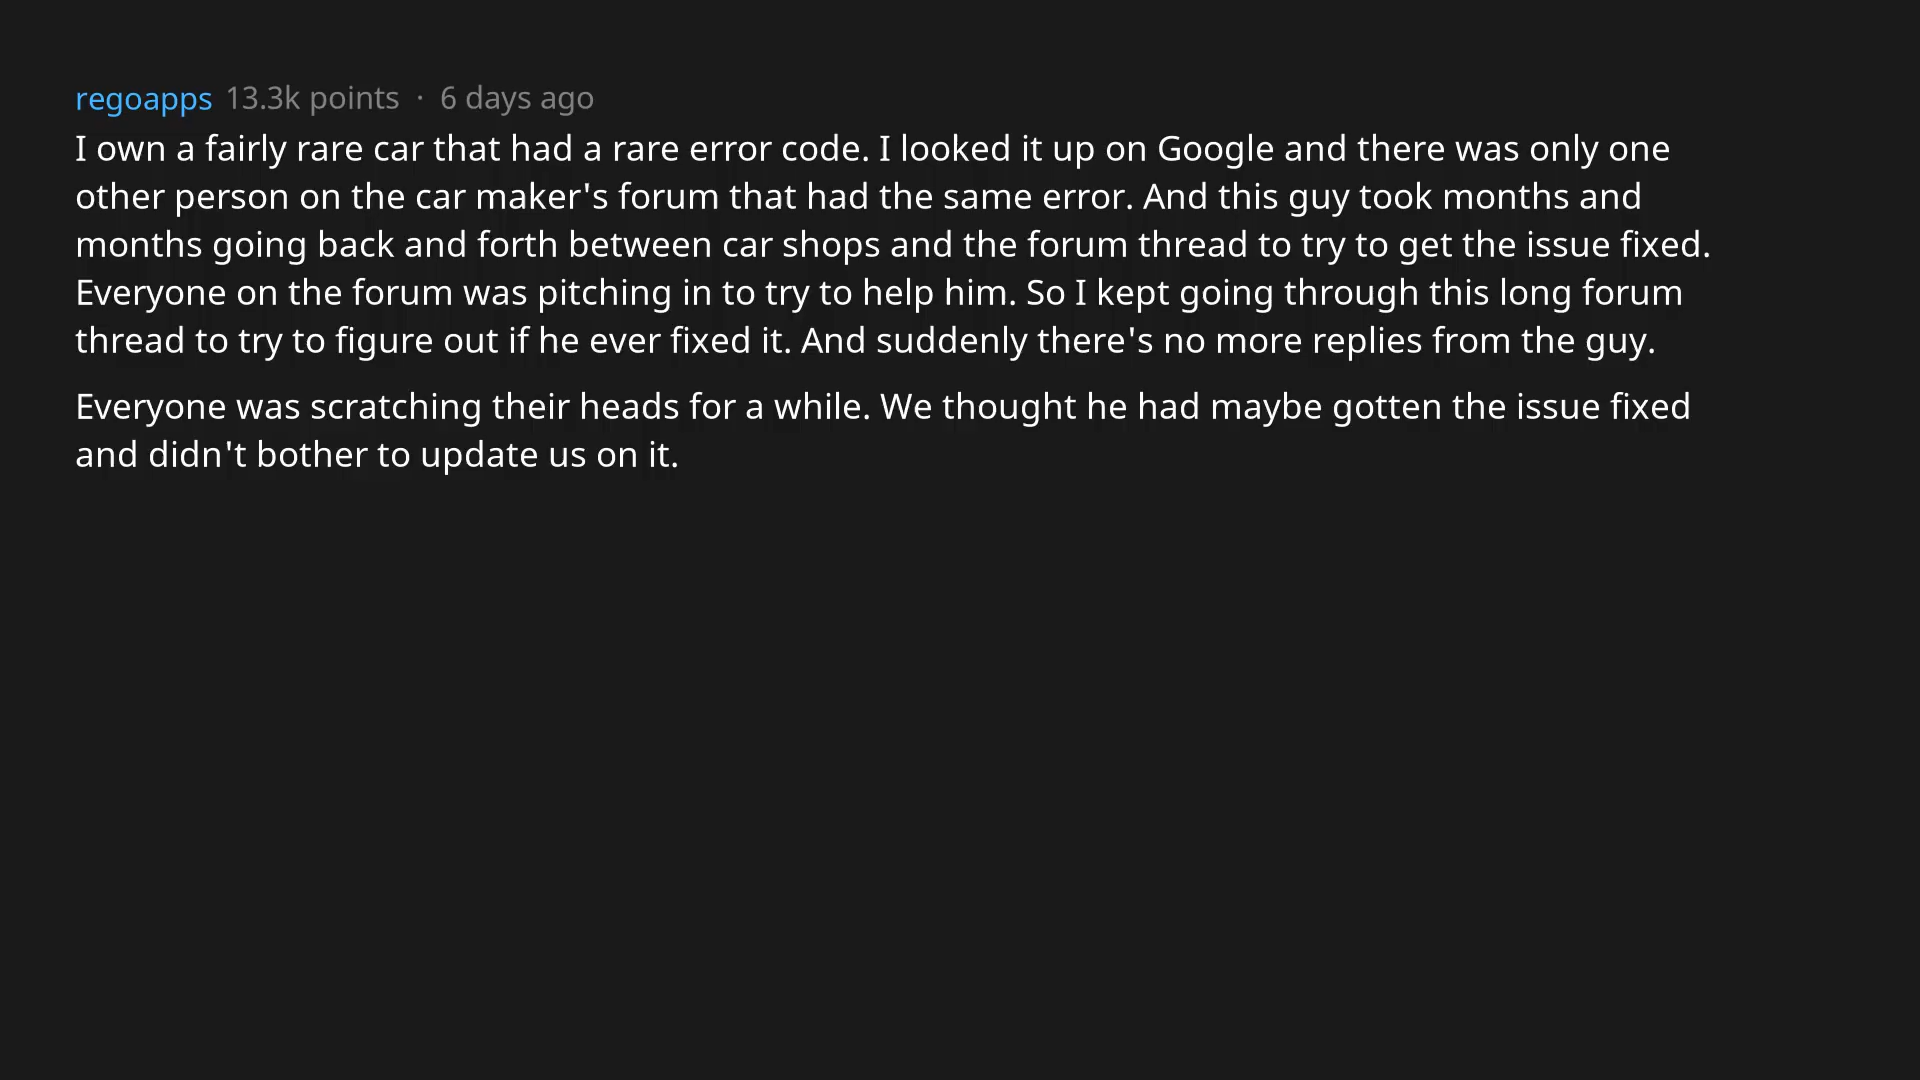 regoapps 13.3k points · 6 days ago
I own a fairly rare car that had a rare error code. I looked it up on Google and there was only one
other person on the car maker's forum that had the same error. And this guy took months and
months going back and forth between car shops and the forum thread to try to get the issue fixed.
Everyone on the forum was pitching in to try to help him. So I kept going through this long forum
thread to try to figure out if he ever fixed it. And suddenly there's no more replies from the guy.
Everyone was scratching their heads for a while. We thought he had maybe gotten the issue fixed
and didn't bother to update us on it.